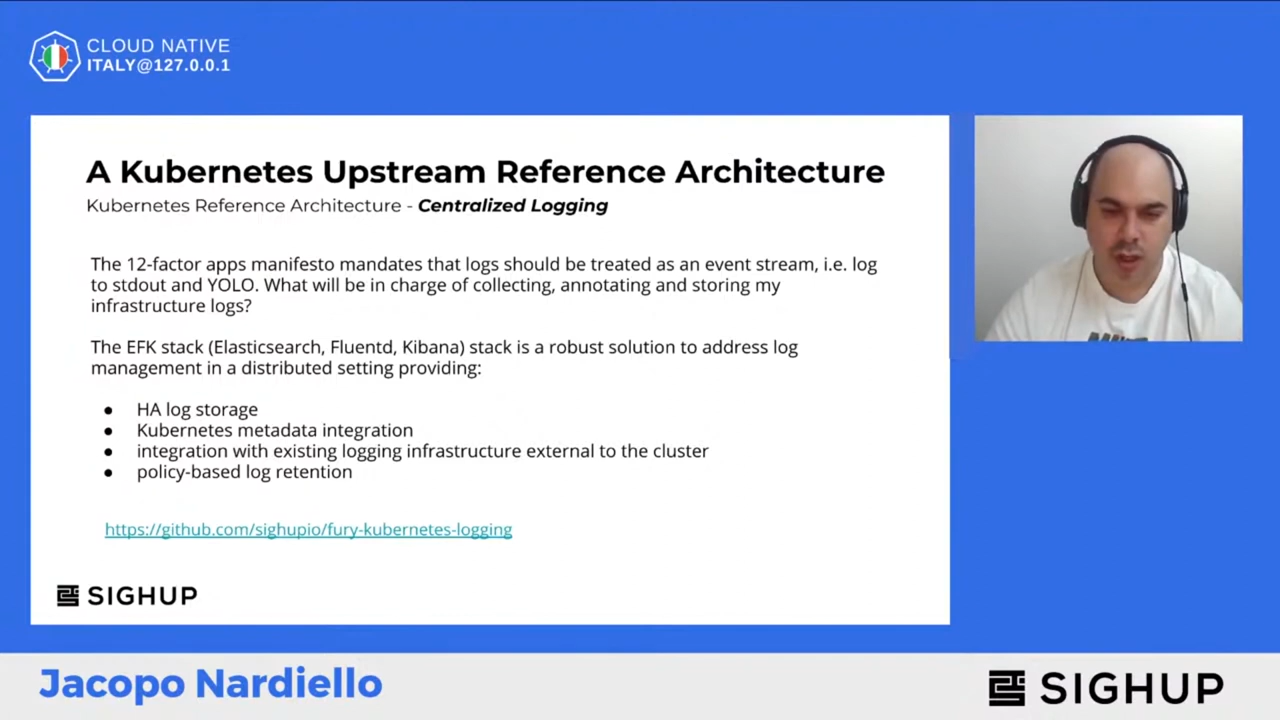 CLOUD NATIVE
ITALY@127.0.0.1
A Kubernetes Upstream Reference Architecture
Kubernetes Reference Architecture - Centralized Logging
The 12-factor apps manifesto mandates that logs should be treated as an event stream, i.e. log
to stdout and YOLO. What will be in charge of collecting, annotating and storing my
infrastructure logs?
The EFK stack (Elasticsearch, Fluentd, Kibana) stack is a robust solution to address log
management in a distributed setting providing:
● HA log storage
● Kubernetes metadata integration
● integration with existing logging infrastructure external to the cluster
● policy-based log retention
https://github.com/sighupio/fury-kubernetes-logging
SIGHUP
Jacopo Nardiello
SIGHUP